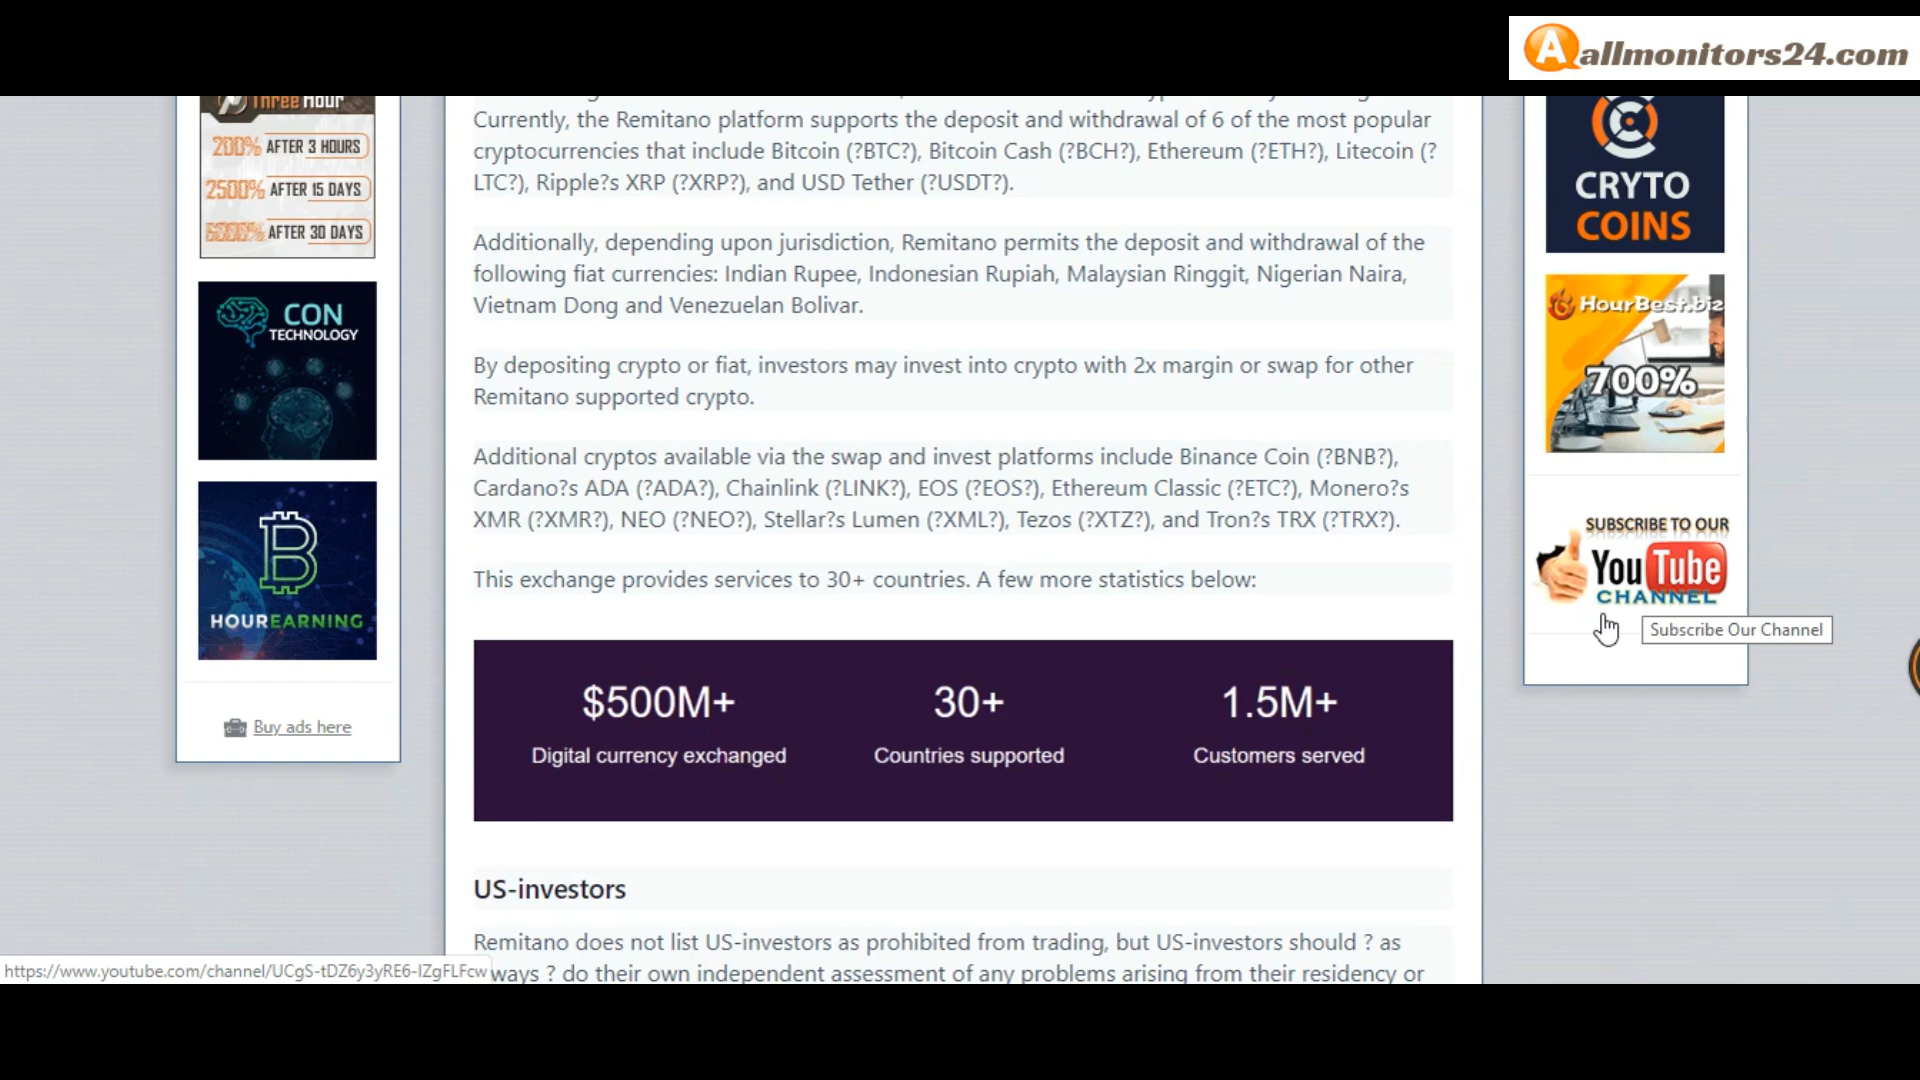 allmonitors24.com
Three Hour
200% AFTER 3 HOURS
2500% AFTER 15 DAYS
AFTER 30 DAYS
CON
TECHNOLOGY
HOUREARNING
Buy ads here
Currently, the Remitano platform supports the deposit and withdrawal of 6 of the most popular
cryptocurrencies that include Bitcoin (?BTC?), Bitcoin Cash (?BCH?), Ethereum (?ETH?), Litecoin (?
LTC?), Ripple?s XRP (?XRP?), and USD Tether (?USDT?).
Additionally, depending upon jurisdiction, Remitano permits the deposit and withdrawal of the
following fiat currencies: Indian Rupee, Indonesian Rupiah, Malaysian Ringgit, Nigerian Naira,
Vietnam Dong and Venezuelan Bolivar.
By depositing crypto or fiat, investors may invest into crypto with 2x margin or swap for other
Remitano supported crypto.
Additional cryptos available via the swap and invest platforms include Binance Coin (?BNB?),
Cardano?s ADA (?ADA?), Chainlink (?LINK?), EOS (?EOS?), Ethereum Classic (?ETC?), Monero?s
XMR (?XMR?), NEO (?NEO?), Stellar?s Lumen (?XML?), Tezos (?XTZ?), and Tron?s TRX (?TRX?).
This exchange provides services to 30+ countries. A few more statistics below:
$500M+ 30+ 1.5M+
Digital currency exchanged Countries supported Customers served
US-investors
Remitano does not list US-investors as prohibited from trading, but US-investors should ? as
ways ? do their own independent assessment of any problems arising from their residency or
CRYTO
COINS
HourBest.biz
700%
SUBSCRIBE TO OUR
YouTube
CHANNEL
Subscribe Our Channel
https://www.youtube.com/channel/UCgS-tDZ6y3yRE6-IZgFLFcw